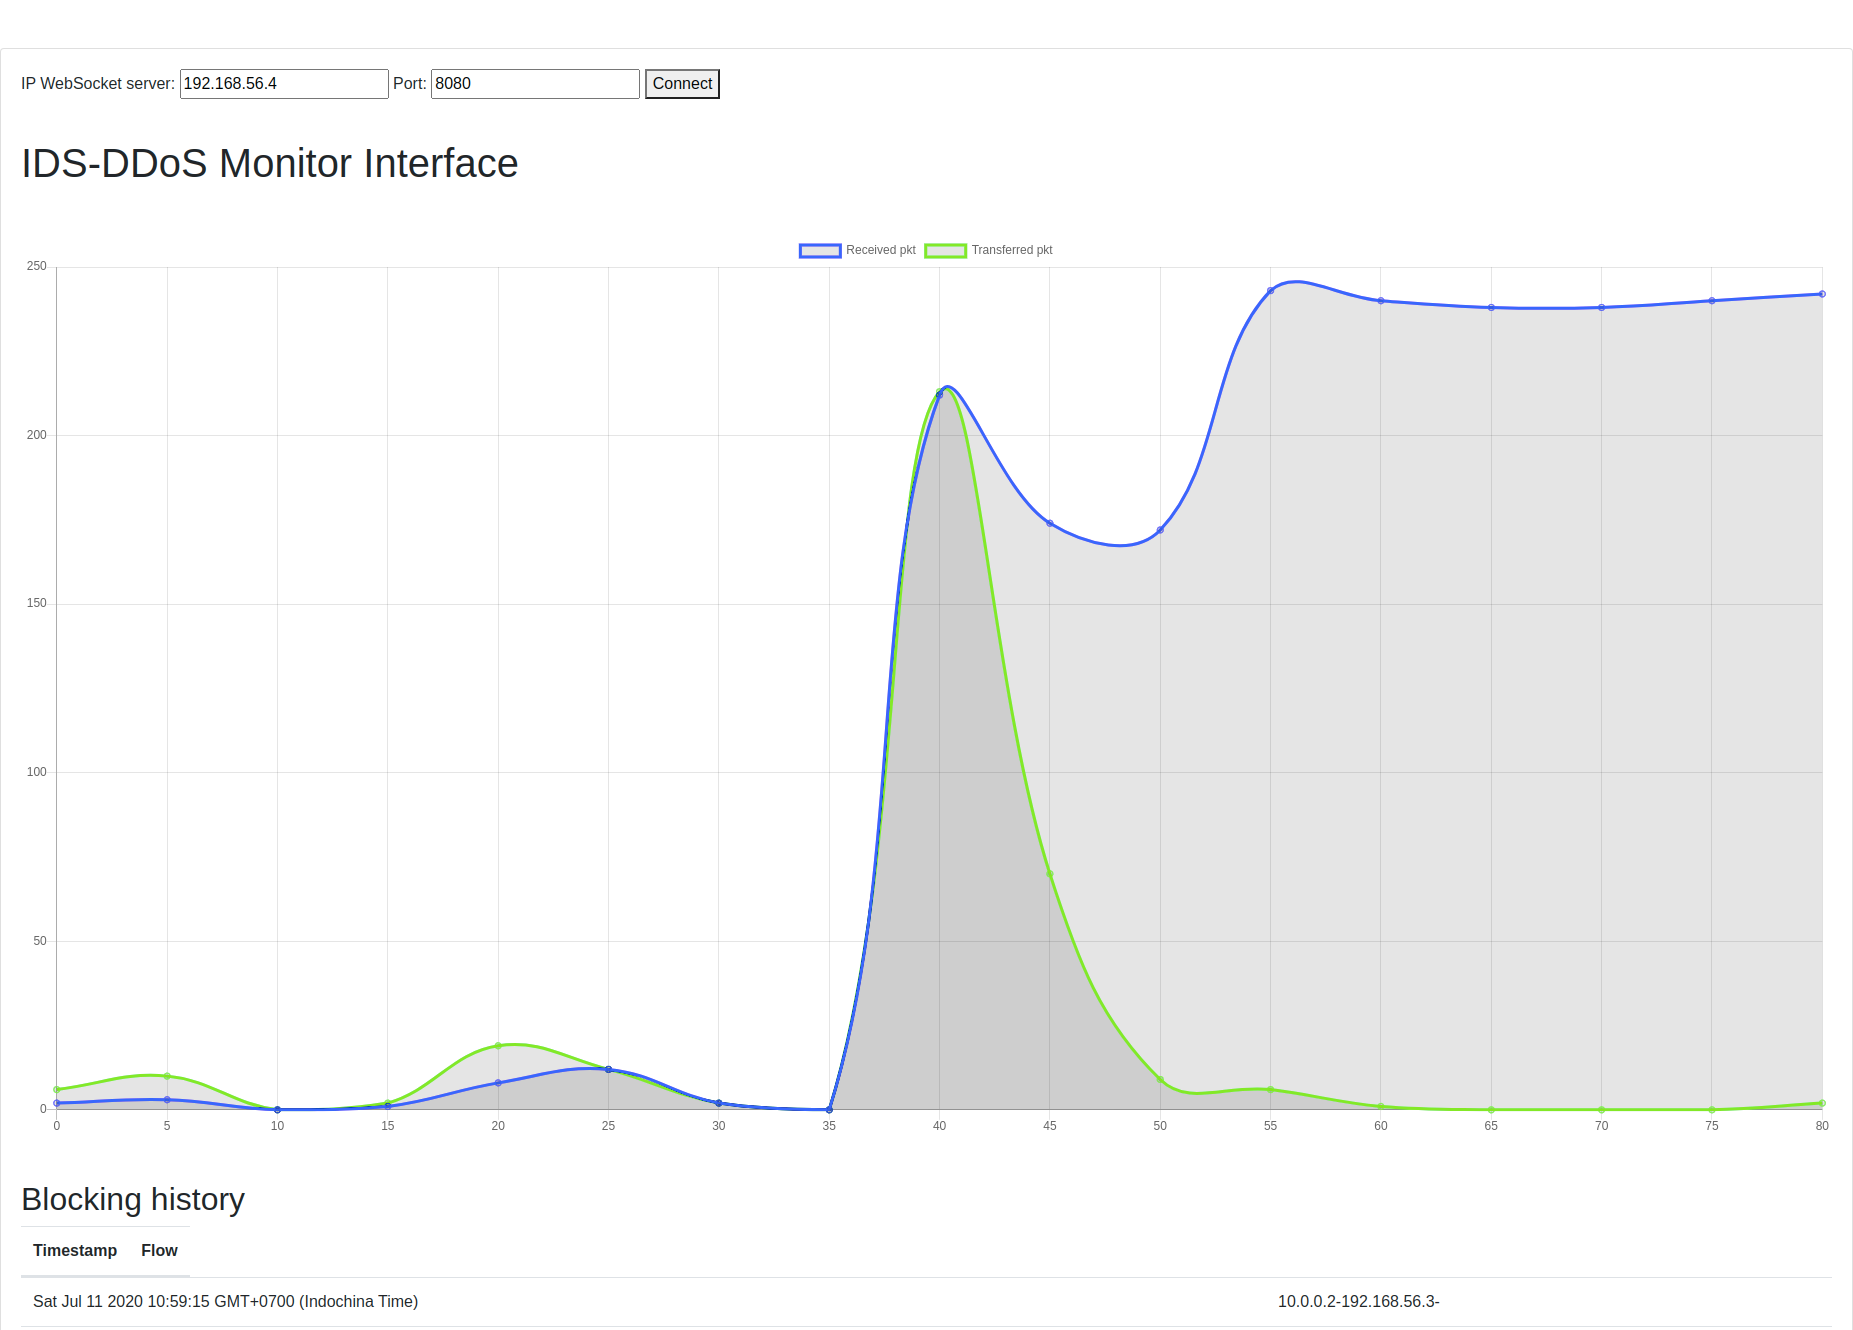 IP WebSocket server: 192.168.56.4 Port: 8080 Connect
IDS-DDoS Monitor Interface
Received pkt Transferred pkt
250
200
150
100
50
0
0 5 10 15 20 25 30 35 40 45 50 55 60 65 70 75 80
Blocking history
Timestamp Flow
Sat Jul 11 2020 10:59:15 GMT+0700 (Indochina Time) 10.0.0.2-192.168.56.3-